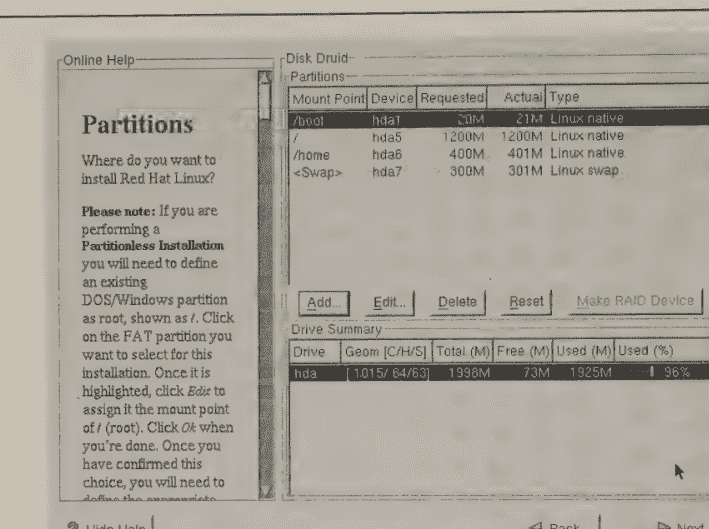 Online Help
Partitions
Where do you want to
install Red Hat Linux?
Please note: If you are
performing a
Partitionless Installation
you will need to define
an existing
DOS/Windows partition
as root, shown as /. Click
on the FAT partition you
want to select for this
installation. Once it is
highlighted, click Edit to
assign it the mount point
of / (root). Click Ok when
you're done. Once you
have confirmed this
choice, you will need to
define the appropriate
Hide Help
Disk Druid
Partitions
Mount Point Device Requested Actual Type
/boot hda1 20M 21M Linux native
/ hda5 1200M 1200M Linux native
/home hda6 400M 401M Linux native
<Swap> hda7 300M 301M Linux swap
Add... Edit... Delete Reset Make RAID Device
Drive Summary
Drive Geom [C/H/S] Total (M) Free (M) Used (M) Used (%)
hda [ 1015/ 64/63] 1998M 73M 1925M 96%
Back Next